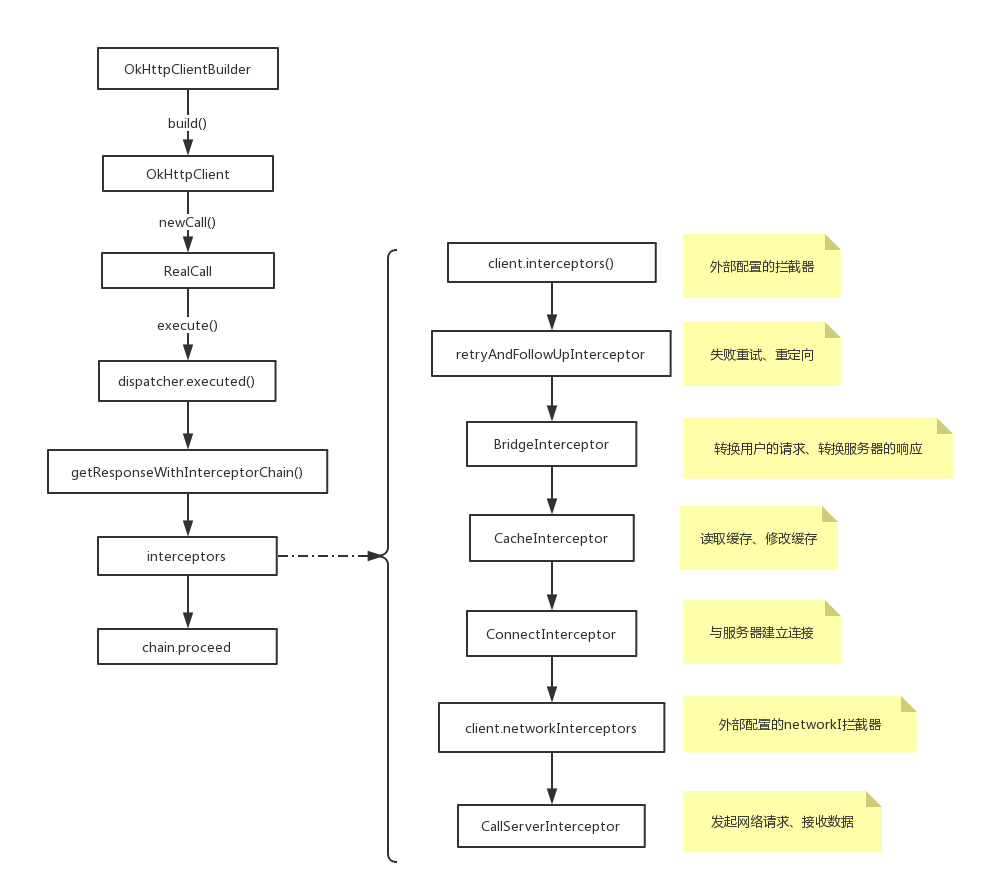 OkHttpClientBuilder
build()
OkHttpClient
newCall()
RealCall
execute()
dispatcher.executed()
getResponseWithInterceptorChain()
interceptors
chain.proceed
client.interceptors()
外部配置的拦截器
retryAndFollowUpInterceptor
失败重试、重定向
BridgeInterceptor
转换用户的请求、转换服务器的响应
CacheInterceptor
读取缓存、修改缓存
ConnectInterceptor
与服务器建立连接
client.networkInterceptors
外部配置的networkI拦截器
CallServerInterceptor
发起网络请求、接收数据